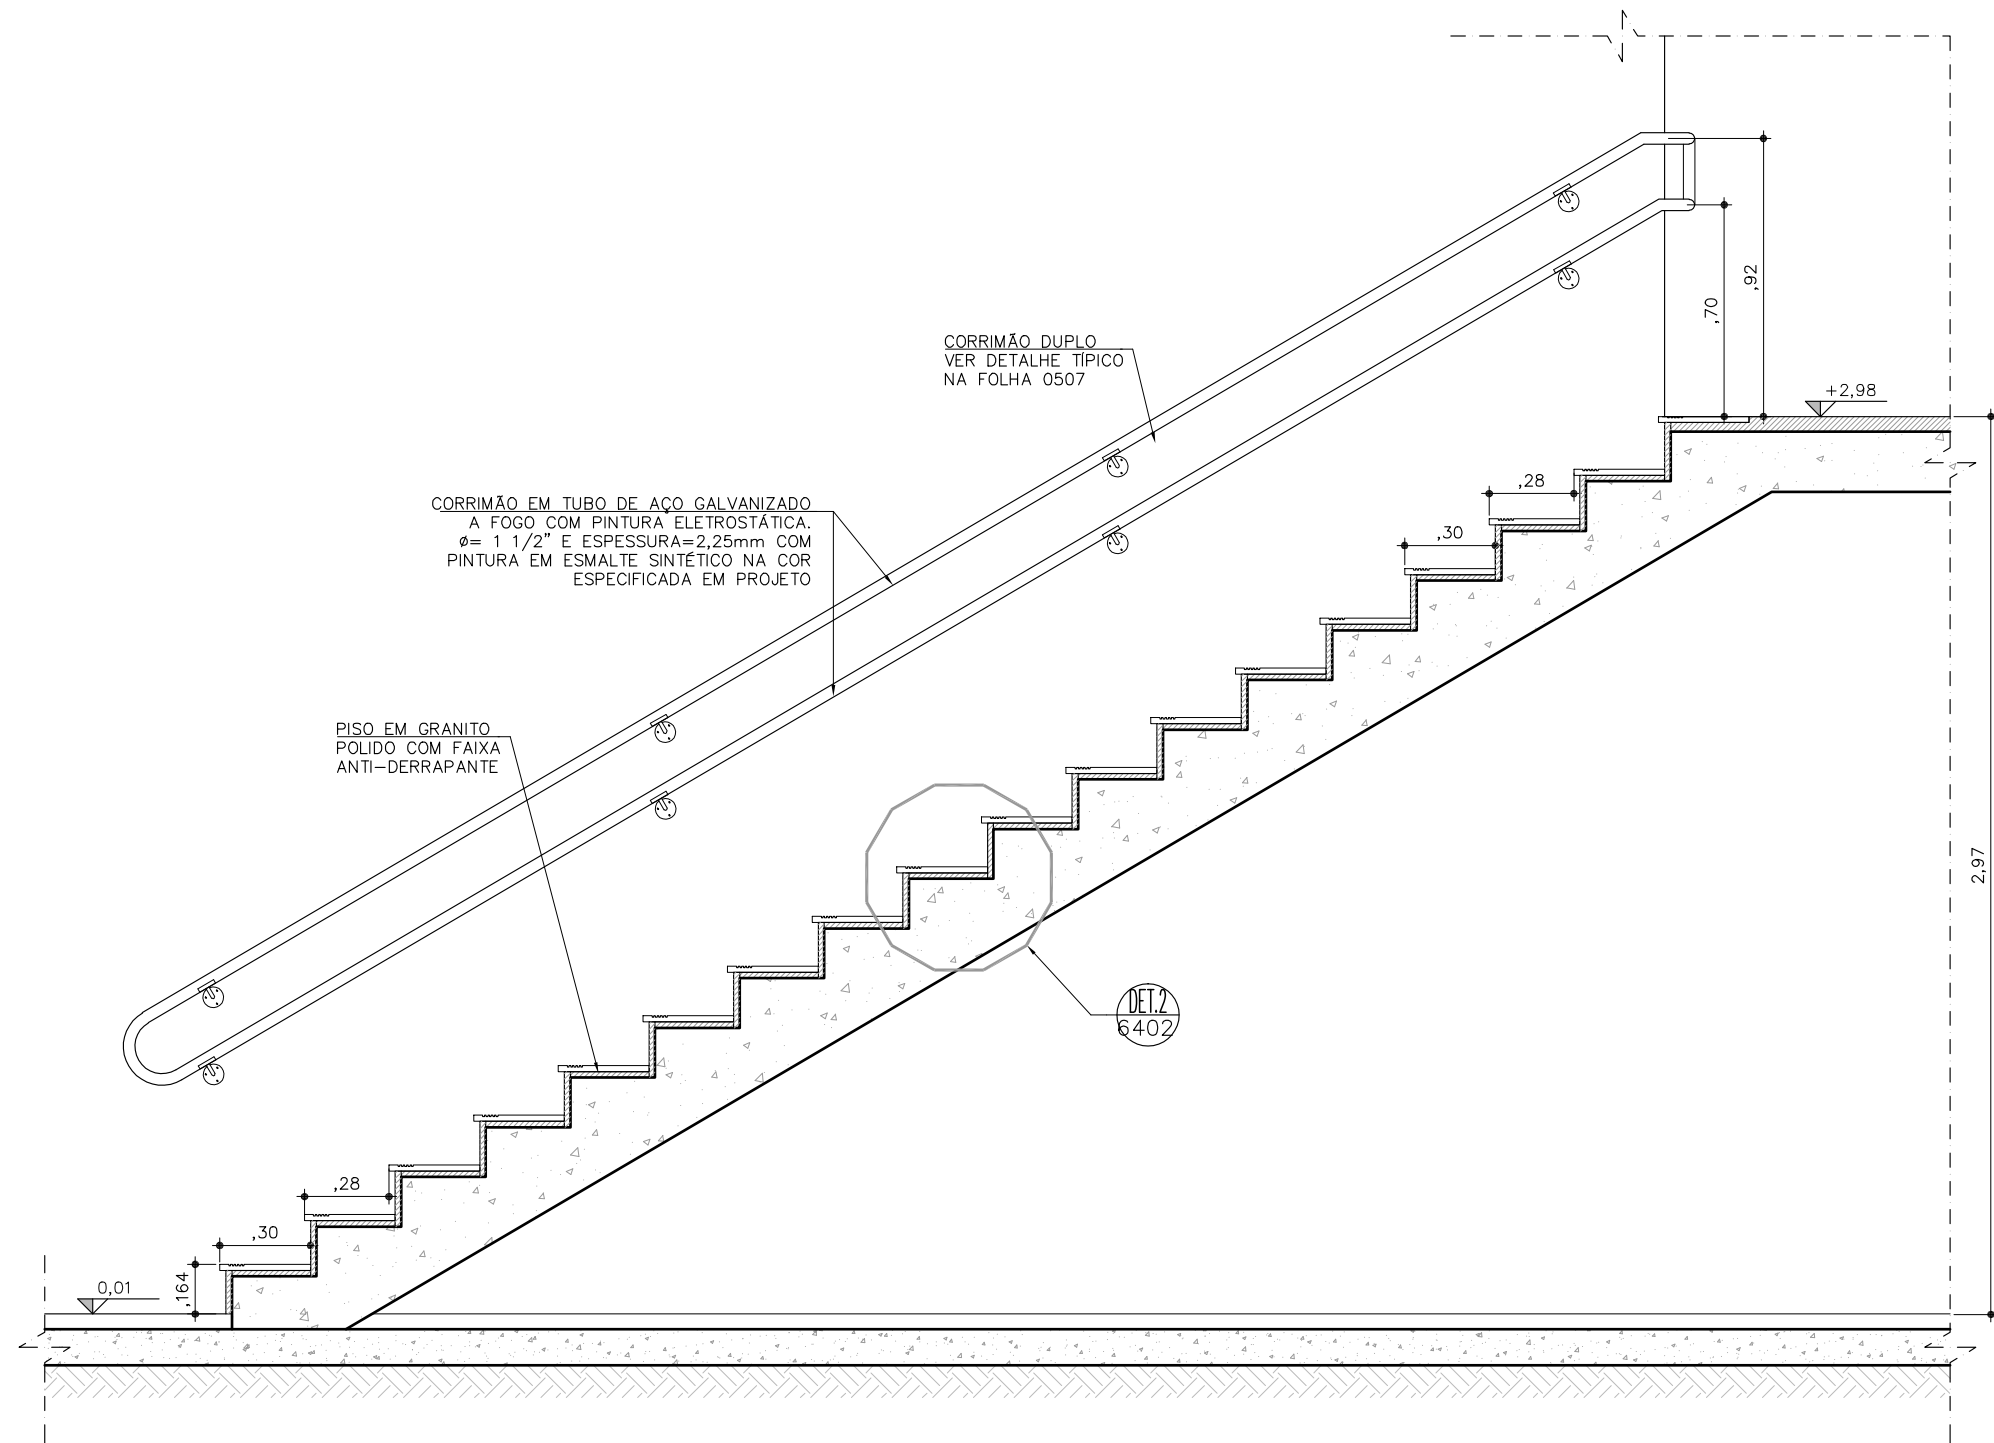 ,92
,70
CORRIMÃO DUPLO
VER DETALHE TÍPICO
NA FOLHA 0507
+2,98
,28
,30
CORRIMÃO EM TUBO DE AÇO GALVANIZADO
A FOGO COM PINTURA ELETROSTÁTICA.
ø= 1 1/2" E ESPESSURA=2,25mm COM
PINTURA EM ESMALTE SINTÉTICO NA COR
ESPECIFICADA EM PROJETO
PISO EM GRANITO
POLIDO COM FAIXA
ANTI-DERRAPANTE
2,97
DET.2
6402
,28
,30
,164
0,01